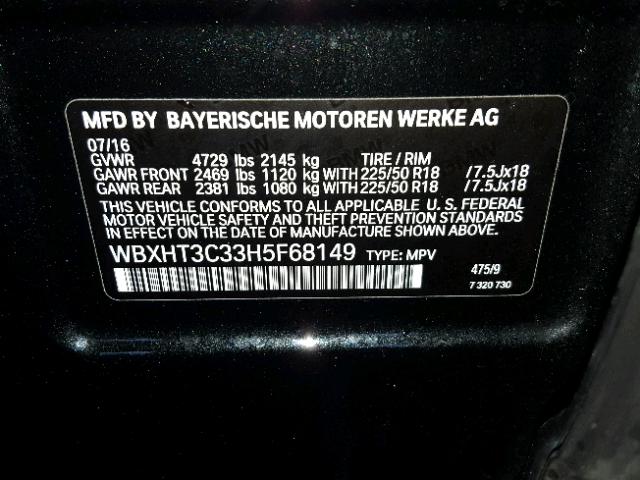 MFD BY BAYERISCHE MOTOREN WERKE AG
07/16
GVWR 4729 lbs 2145 kg TIRE / RIM
GAWR FRONT 2469 lbs 1120 kg WITH 225/50 R18 /7.5Jx18
GAWR REAR 2381 lbs 1080 kg WITH 225/50 R18 /7.5Jx18
THIS VEHICLE CONFORMS TO ALL APPLICABLE U. S. FEDERAL
MOTOR VEHICLE SAFETY AND THEFT PREVENTION STANDARDS
IN EFFECT ON THE DATE OF MANUFACTURE SHOWN ABOVE.
WBXHT3C33H5F68149 TYPE: MPV
475/9
7 320 730